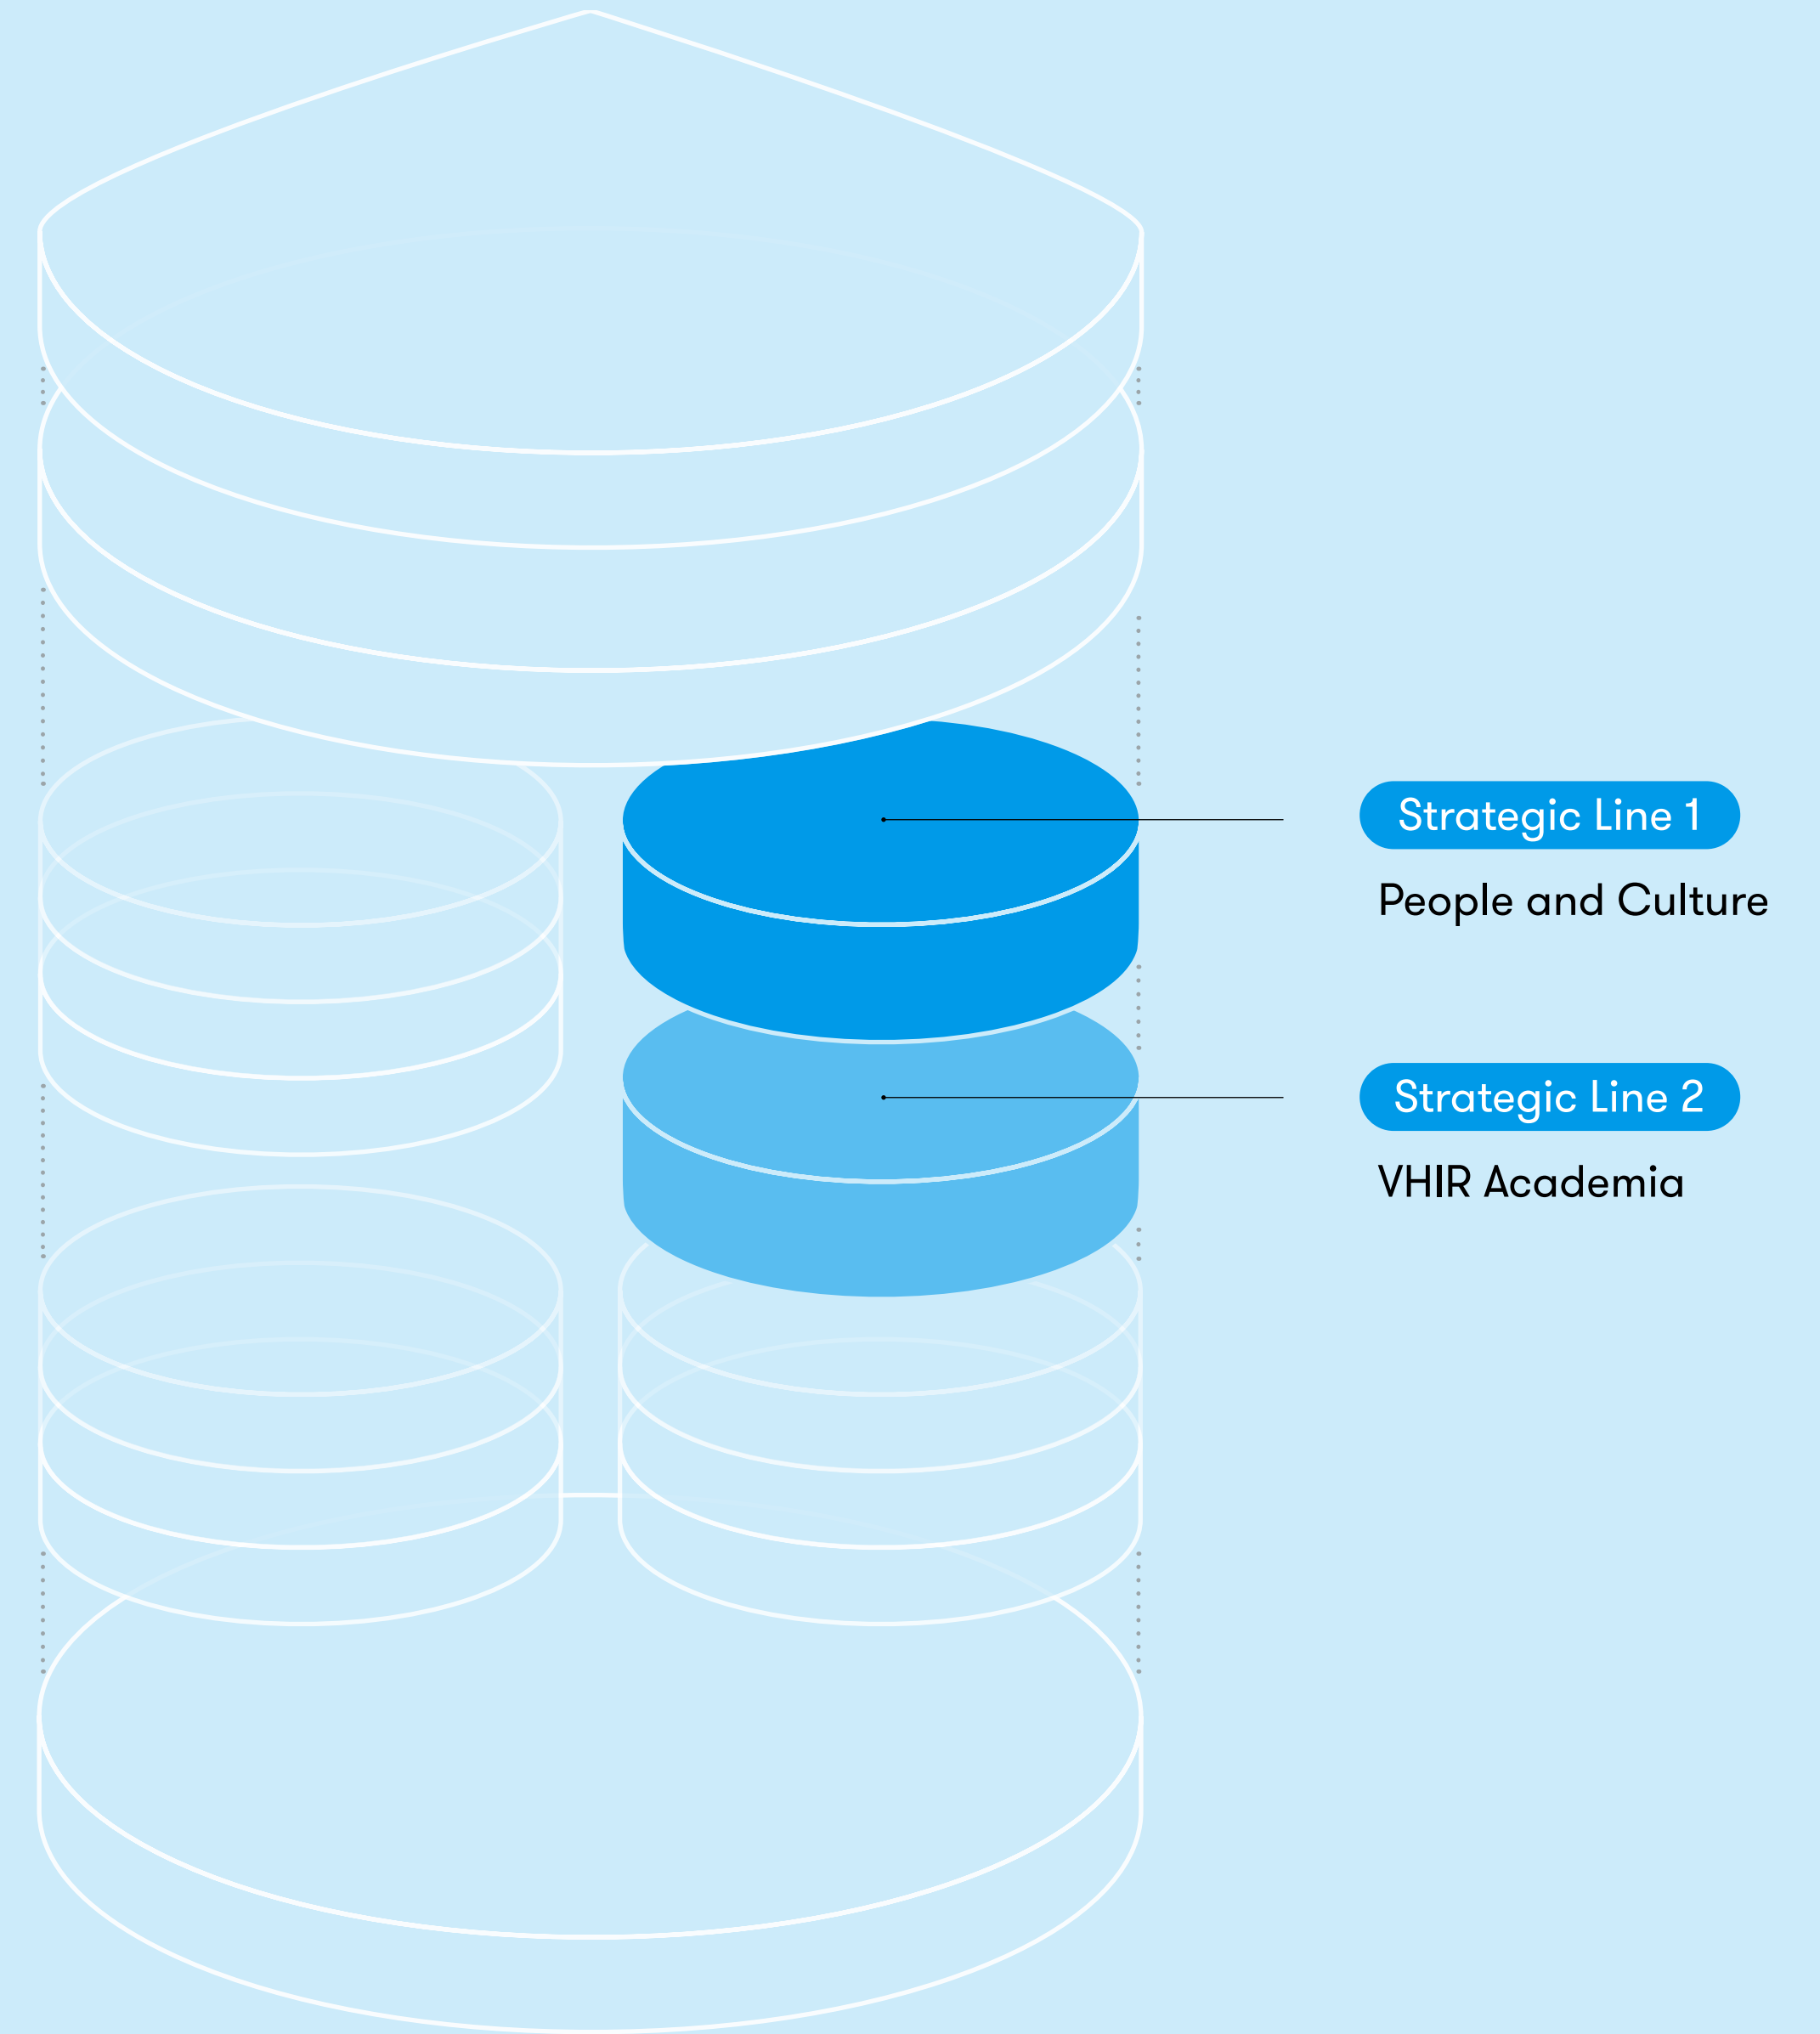 Strategic Line 1
People and Culture
Strategic Line 2
VHIR Academia